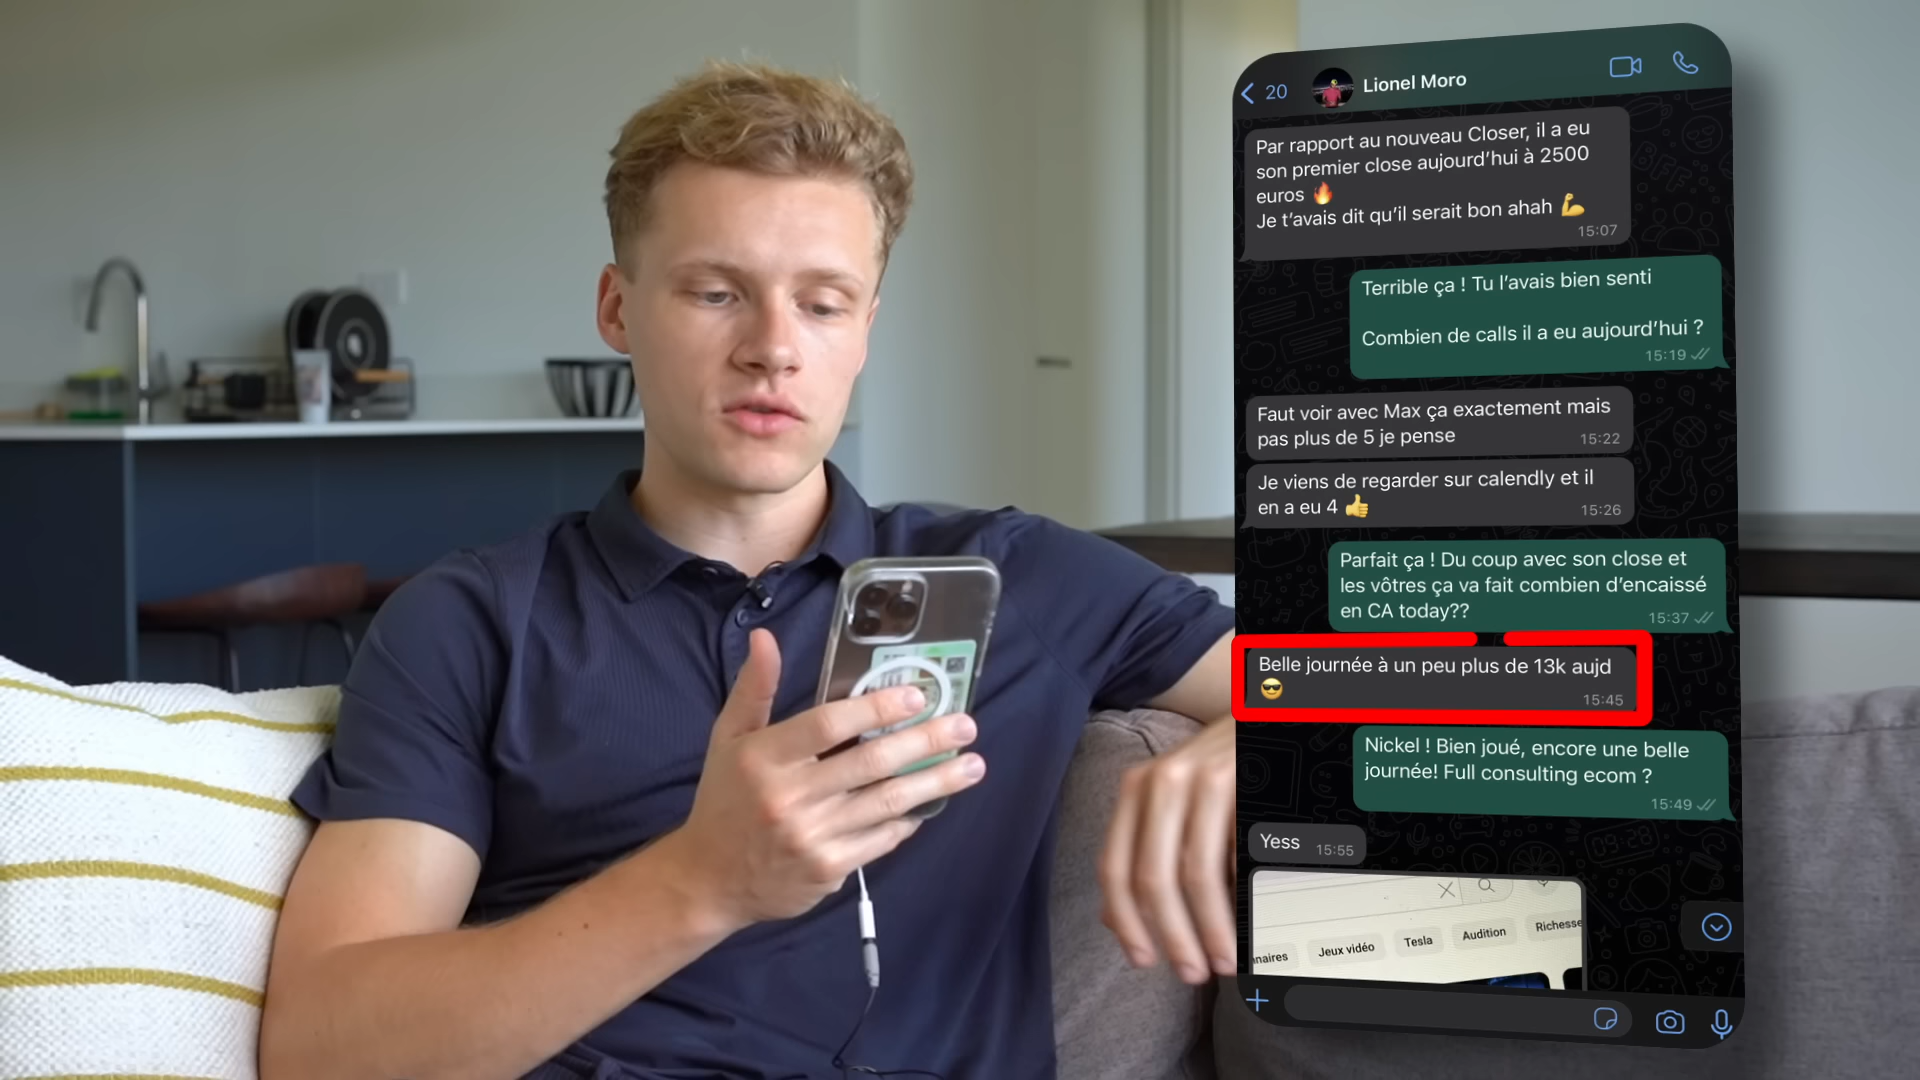 20
Lionel Moro
Par rapport au nouveau Closer, il a eu
son premier close aujourd’hui à 2500
euros 🔥
Je t’avais dit qu’il serait bon ahah 💪
15:07
Terrible ça ! Tu l’avais bien senti
Combien de calls il a eu aujourd’hui ?
15:19
Faut voir avec Max ça exactement mais
pas plus de 5 je pense
15:22
Je viens de regarder sur calendly et il
en a eu 4 👍
15:26
Parfait ça ! Du coup avec son close et
les vôtres ça va fait combien d’encaissé
en CA today??
15:37
Belle journée à un peu plus de 13k aujd
😎
15:45
Nickel ! Bien joué, encore une belle
journée! Full consulting ecom ?
15:49
Yess
15:55
Jeux vidéo Tesla Audition Richesse